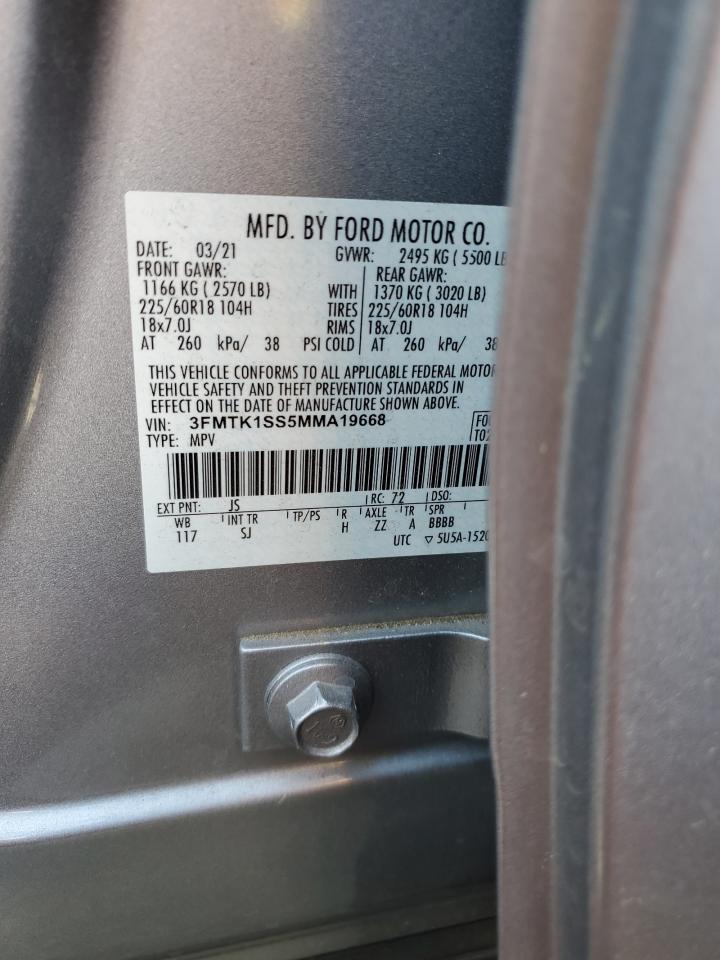 MFD. BY FORD MOTOR CO.
DATE: 03/21 GVWR: 2495 KG ( 5500 LB
FRONT GAWR: REAR GAWR:
1166 KG ( 2570 LB) WITH 1370 KG ( 3020 LB)
225/60R18 104H TIRES 225/60R18 104H
18x7.0J RIMS 18x7.0J
AT 260 kPa/ 38 PSI COLD AT 260 kPa/ 38
THIS VEHICLE CONFORMS TO ALL APPLICABLE FEDERAL MOTOR
VEHICLE SAFETY AND THEFT PREVENTION STANDARDS IN
EFFECT ON THE DATE OF MANUFACTURE SHOWN ABOVE.
VIN: 3FMTK1SS5MMA19668
TYPE: MPV
EXT PNT: JS RC: 72 DSO:
WB INT TR TP/PS R AXLE TR SPR
117 SJ H ZZ A BBBB
UTC ▽ 5U5A-1520